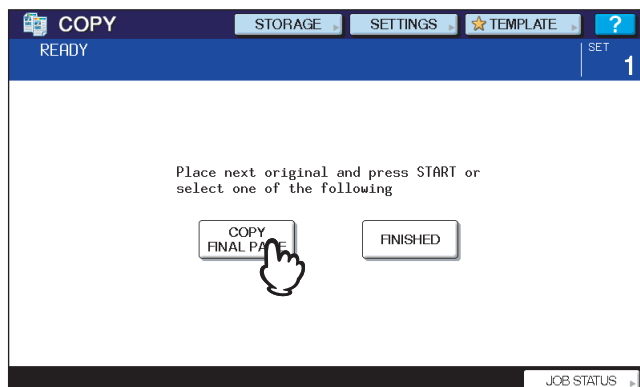 COPY
STORAGE
SETTINGS
TEMPLATE
?
READY
SET
1
Place next original and press START or
select one of the following
COPY
FINAL PAGE
FINISHED
JOB STATUS